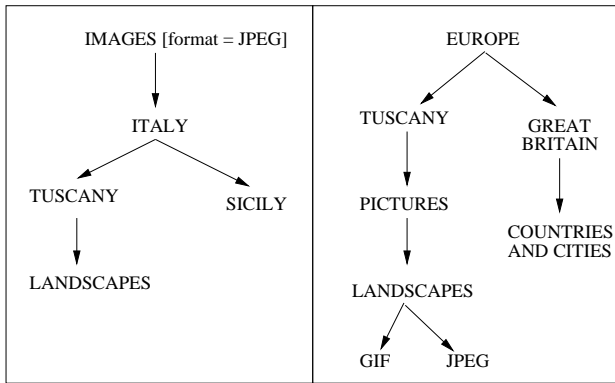 IMAGES [format = JPEG]
ITALY
TUSCANY
SICILY
LANDSCAPES
EUROPE
TUSCANY
GREAT
BRITAIN
PICTURES
COUNTRIES
AND CITIES
LANDSCAPES
GIF
JPEG